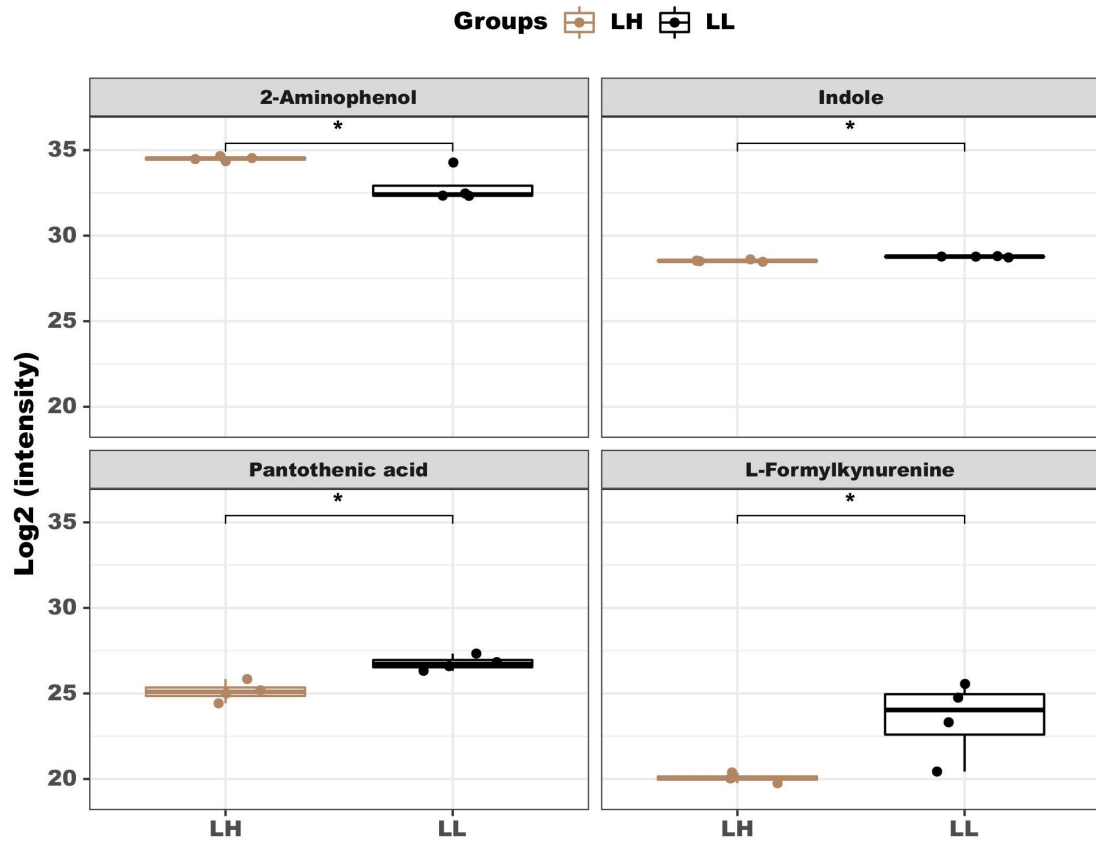 Groups LH LL
2-Aminophenol
Indole
*
*
35
30
25
20
Log2 (intensity)
Pantothenic acid
L-Formylkynurenine
*
*
35
30
25
20
LH
LL
LH
LL